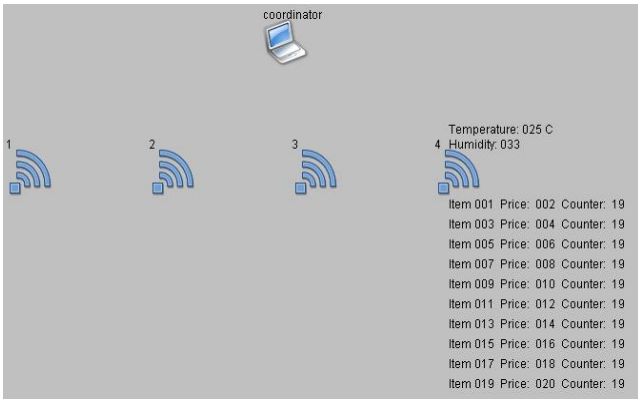 coordinator
1
2
3
4
Temperature: 025 C
Humidity: 033
Item 001 Price: 002 Counter: 19
Item 003 Price: 004 Counter: 19
Item 005 Price: 006 Counter: 19
Item 007 Price: 008 Counter: 19
Item 009 Price: 010 Counter: 19
Item 011 Price: 012 Counter: 19
Item 013 Price: 014 Counter: 19
Item 015 Price: 016 Counter: 19
Item 017 Price: 018 Counter: 19
Item 019 Price: 020 Counter: 19